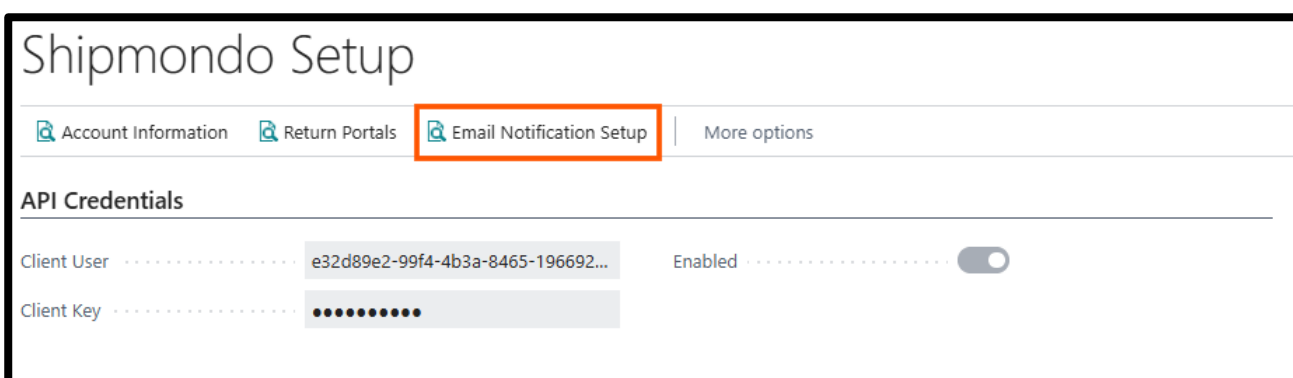 Shipmondo Setup
Account Information Return Portals Email Notification Setup More options
API Credentials
Client User e32d89e2-99f4-4b3a-8465-196692... Enabled
Client Key ●●●●●●●●●●